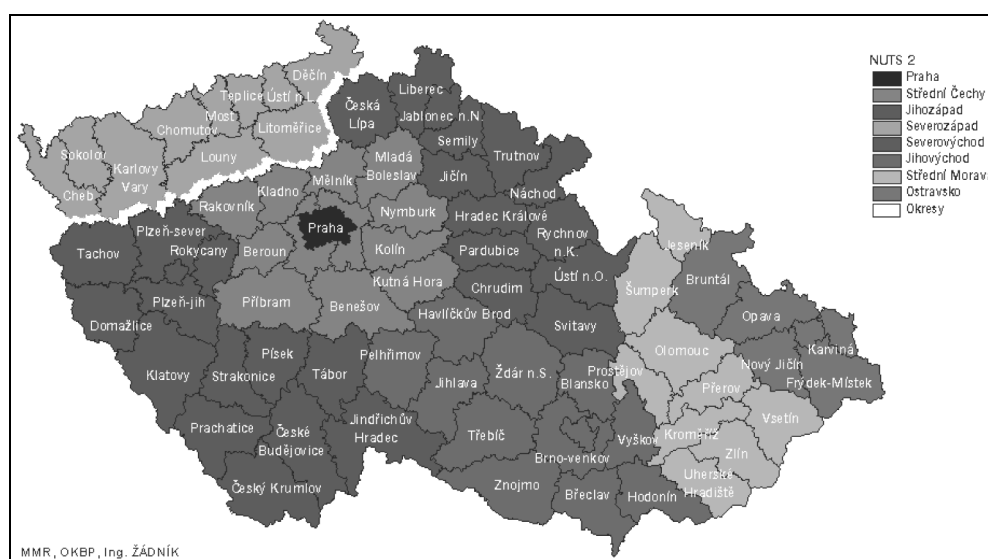 NUTS 2
Praha
Střední Čechy
Jihozápad
Severozápad
Severovýchod
Jihovýchod
Střední Morava
Ostravsko
Okresy
Děčín
Teplice
Ústí n.L.
Most
Chomutov
Litoměřice
Sokolov
Karlovy
Vary
Louny
Cheb
Česká
Lípa
Liberec
Jablonec n.N.
Semily
Trutnov
Mladá
Boleslav
Jičín
Náchod
Mělník
Kladno
Rakovník
Praha
Nymburk
Hradec Králové
Rychnov
n.K.
Plzeň-sever
Rokycany
Tachov
Beroun
Kolín
Pardubice
Ústí n.O.
Jeseník
Šumperk
Bruntál
Kutná Hora
Chrudim
Plzeň-jih
Příbram
Benešov
Havlíčkův Brod
Svitavy
Opava
Domažlice
Karviná
Olomouc
Nový Jičín
Frýdek-Místek
Klatovy
Písek
Strakonice
Tábor
Pelhřimov
Jihlava
Ždár n.S.
Blansko
Prostějov
Přerov
Vsetín
Prachatice
České
Budějovice
Jindřichův
Hradec
Třebíč
Brno-venkov
Vyškov
Kroměříž
Zlín
Český Krumlov
Znojmo
Břeclav
Hodonín
Uherské
Hradiště
MMR, OKBP, Ing. ŽÁDNÍK